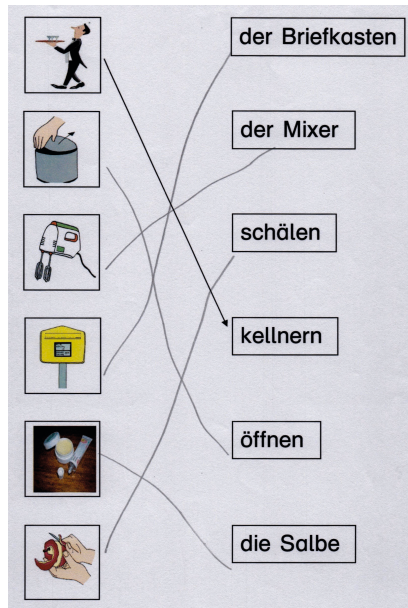 der Briefkasten
der Mixer
schälen
kellnern
öffnen
die Salbe